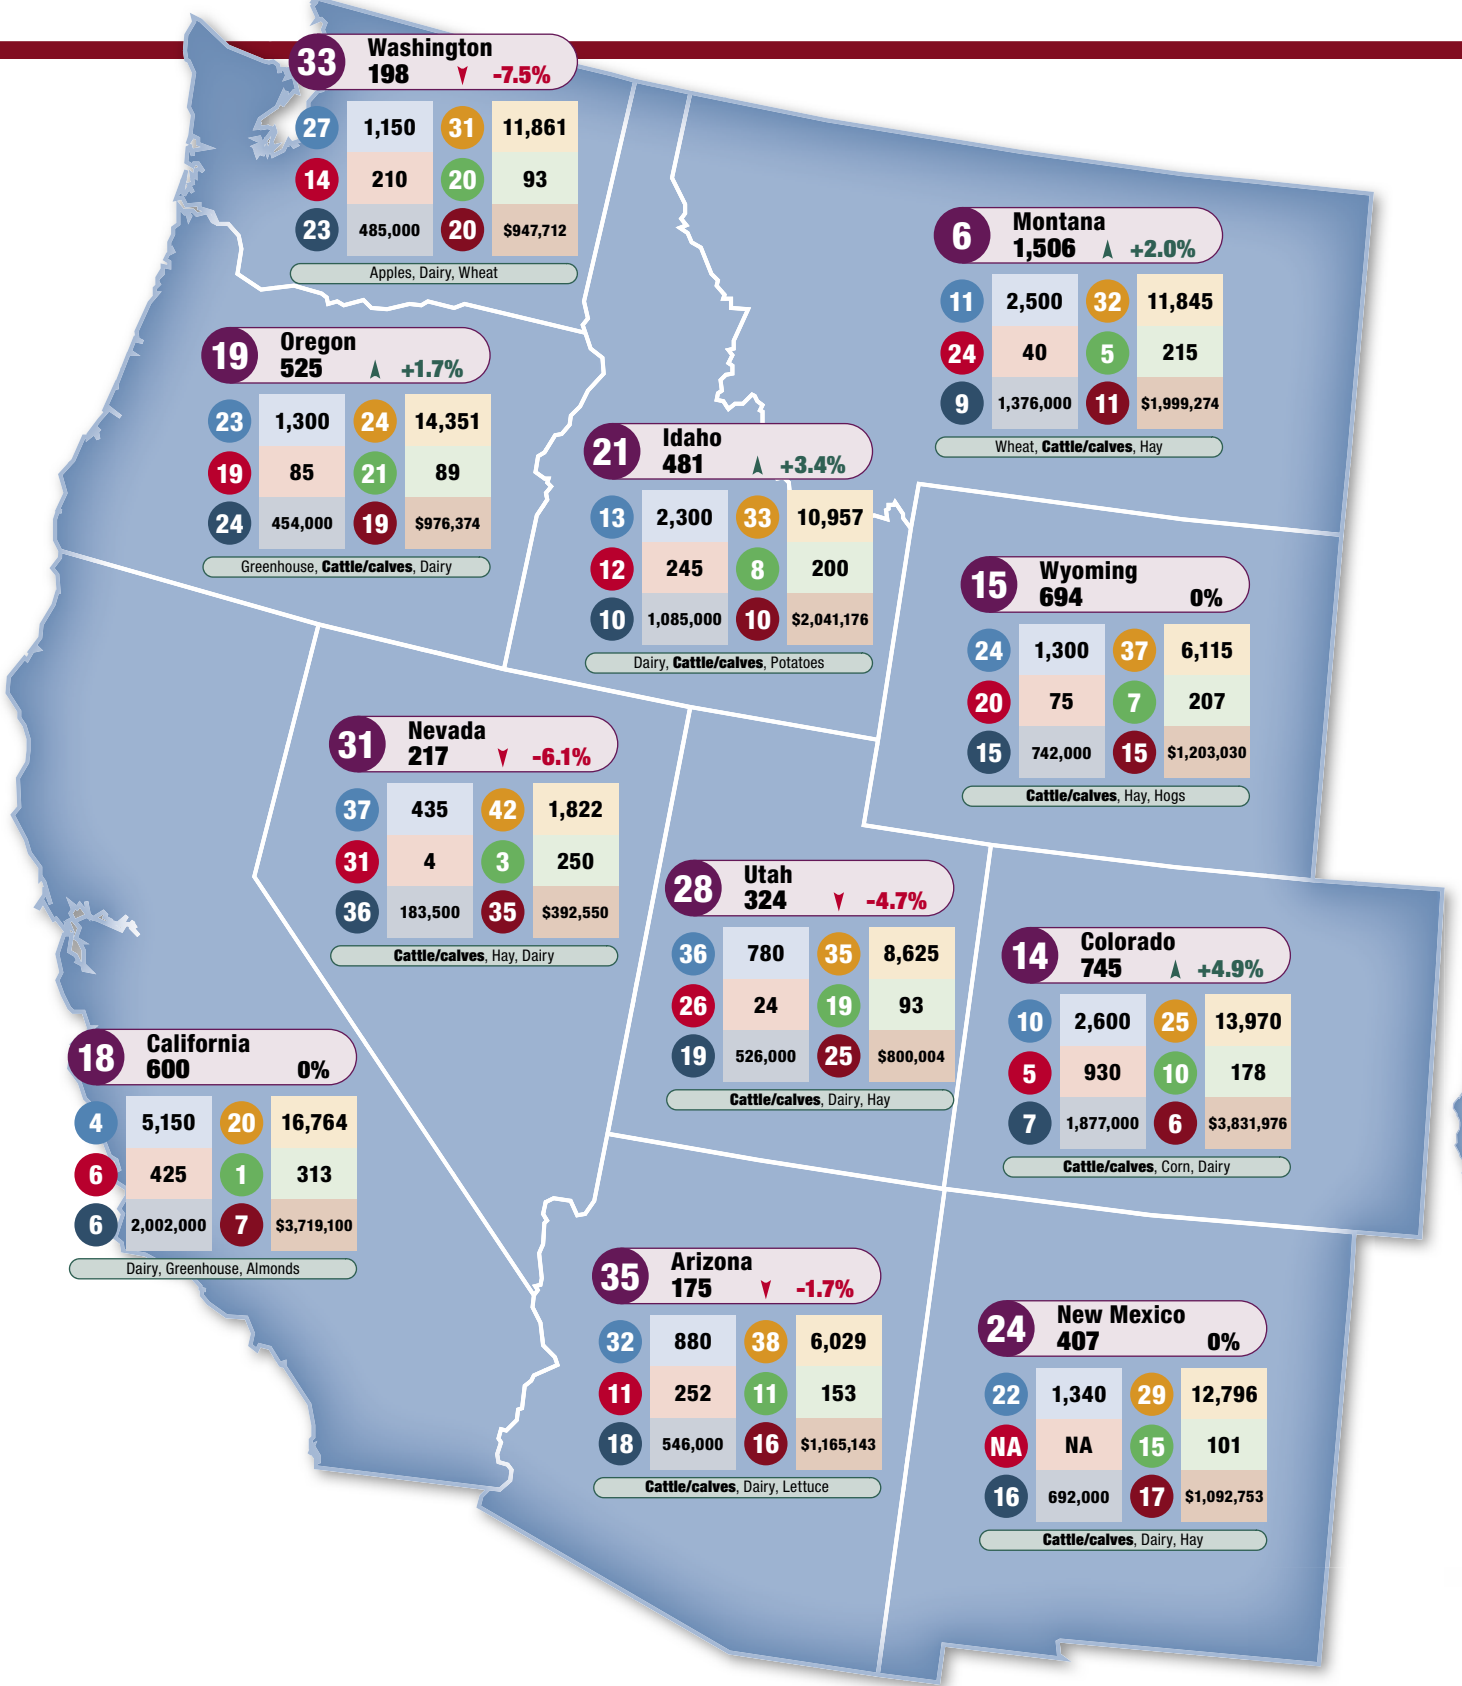 33 Washington
198 -7.5%
27 1,150 31 11,861
14 210 20 93
23 485,000 20 $947,712
Apples, Dairy, Wheat
6 Montana
1,506 +2.0%
11 2,500 32 11,845
24 40 5 215
9 1,376,000 11 $1,999,274
Wheat, Cattle/calves, Hay
19 Oregon
525 +1.7%
23 1,300 24 14,351
19 85 21 89
24 454,000 19 $976,374
Greenhouse, Cattle/calves, Dairy
21 Idaho
481 +3.4%
13 2,300 33 10,957
12 245 8 200
10 1,085,000 10 $2,041,176
Dairy, Cattle/calves, Potatoes
15 Wyoming
694 0%
24 1,300 37 6,115
20 75 7 207
15 742,000 15 $1,203,030
Cattle/calves, Hay, Hogs
31 Nevada
217 -6.1%
37 435 42 1,822
31 4 3 250
36 183,500 35 $392,550
Cattle/calves, Hay, Dairy
28 Utah
324 -4.7%
36 780 35 8,625
26 24 19 93
19 526,000 25 $800,004
Cattle/calves, Dairy, Hay
14 Colorado
745 +4.9%
10 2,600 25 13,970
5 930 10 178
7 1,877,000 6 $3,831,976
Cattle/calves, Corn, Dairy
18 California
600 0%
4 5,150 20 16,764
6 425 1 313
6 2,002,000 7 $3,719,100
Dairy, Greenhouse, Almonds
35 Arizona
175 -1.7%
32 880 38 6,029
11 252 11 153
18 546,000 16 $1,165,143
Cattle/calves, Dairy, Lettuce
24 New Mexico
407 0%
22 1,340 29 12,796
NA NA 15 101
16 692,000 17 $1,092,753
Cattle/calves, Dairy, Hay